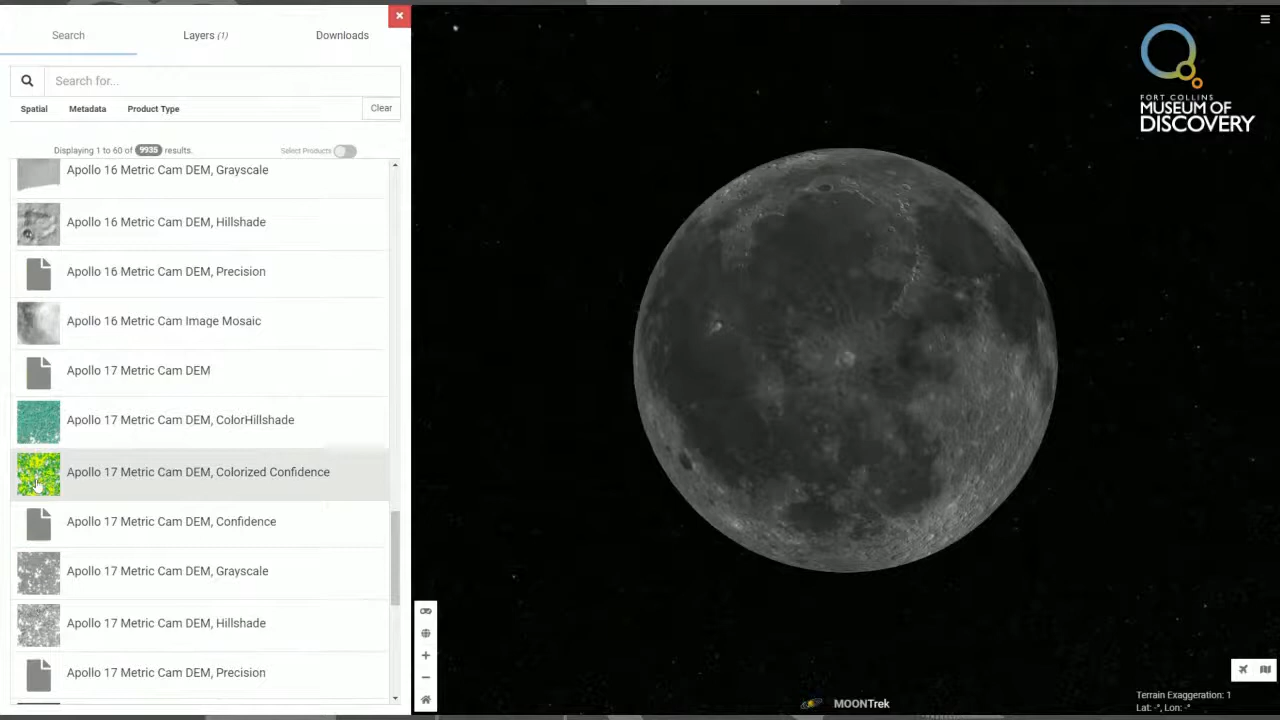 Search
Layers (1)
Downloads
Search for...
Spatial
Metadata
Product Type
Clear
Displaying 1 to 60 of 9935 results.
Select Products
Apollo 16 Metric Cam DEM, Grayscale
Apollo 16 Metric Cam DEM, Hillshade
Apollo 16 Metric Cam DEM, Precision
Apollo 16 Metric Cam Image Mosaic
Apollo 17 Metric Cam DEM
Apollo 17 Metric Cam DEM, ColorHillshade
Apollo 17 Metric Cam DEM, Colorized Confidence
Apollo 17 Metric Cam DEM, Confidence
Apollo 17 Metric Cam DEM, Grayscale
Apollo 17 Metric Cam DEM, Hillshade
Apollo 17 Metric Cam DEM, Precision
FORT COLLINS
MUSEUM OF
DISCOVERY
MOONTrek
Terrain Exaggeration: 1
Lat: -°, Lon: -°